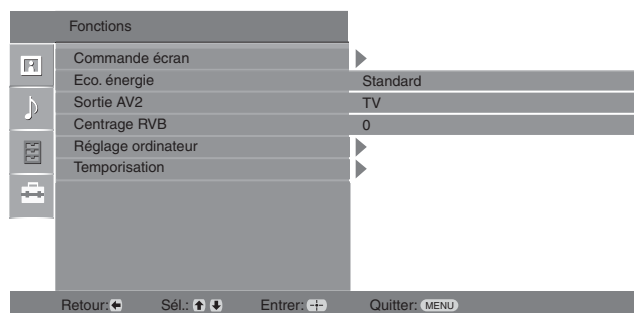 Fonctions
Commande écran
Eco. énergie Standard
Sortie AV2 TV
Centrage RVB 0
Réglage ordinateur
Temporisation
Retour: Sél.: Entrer: Quitter: MENU